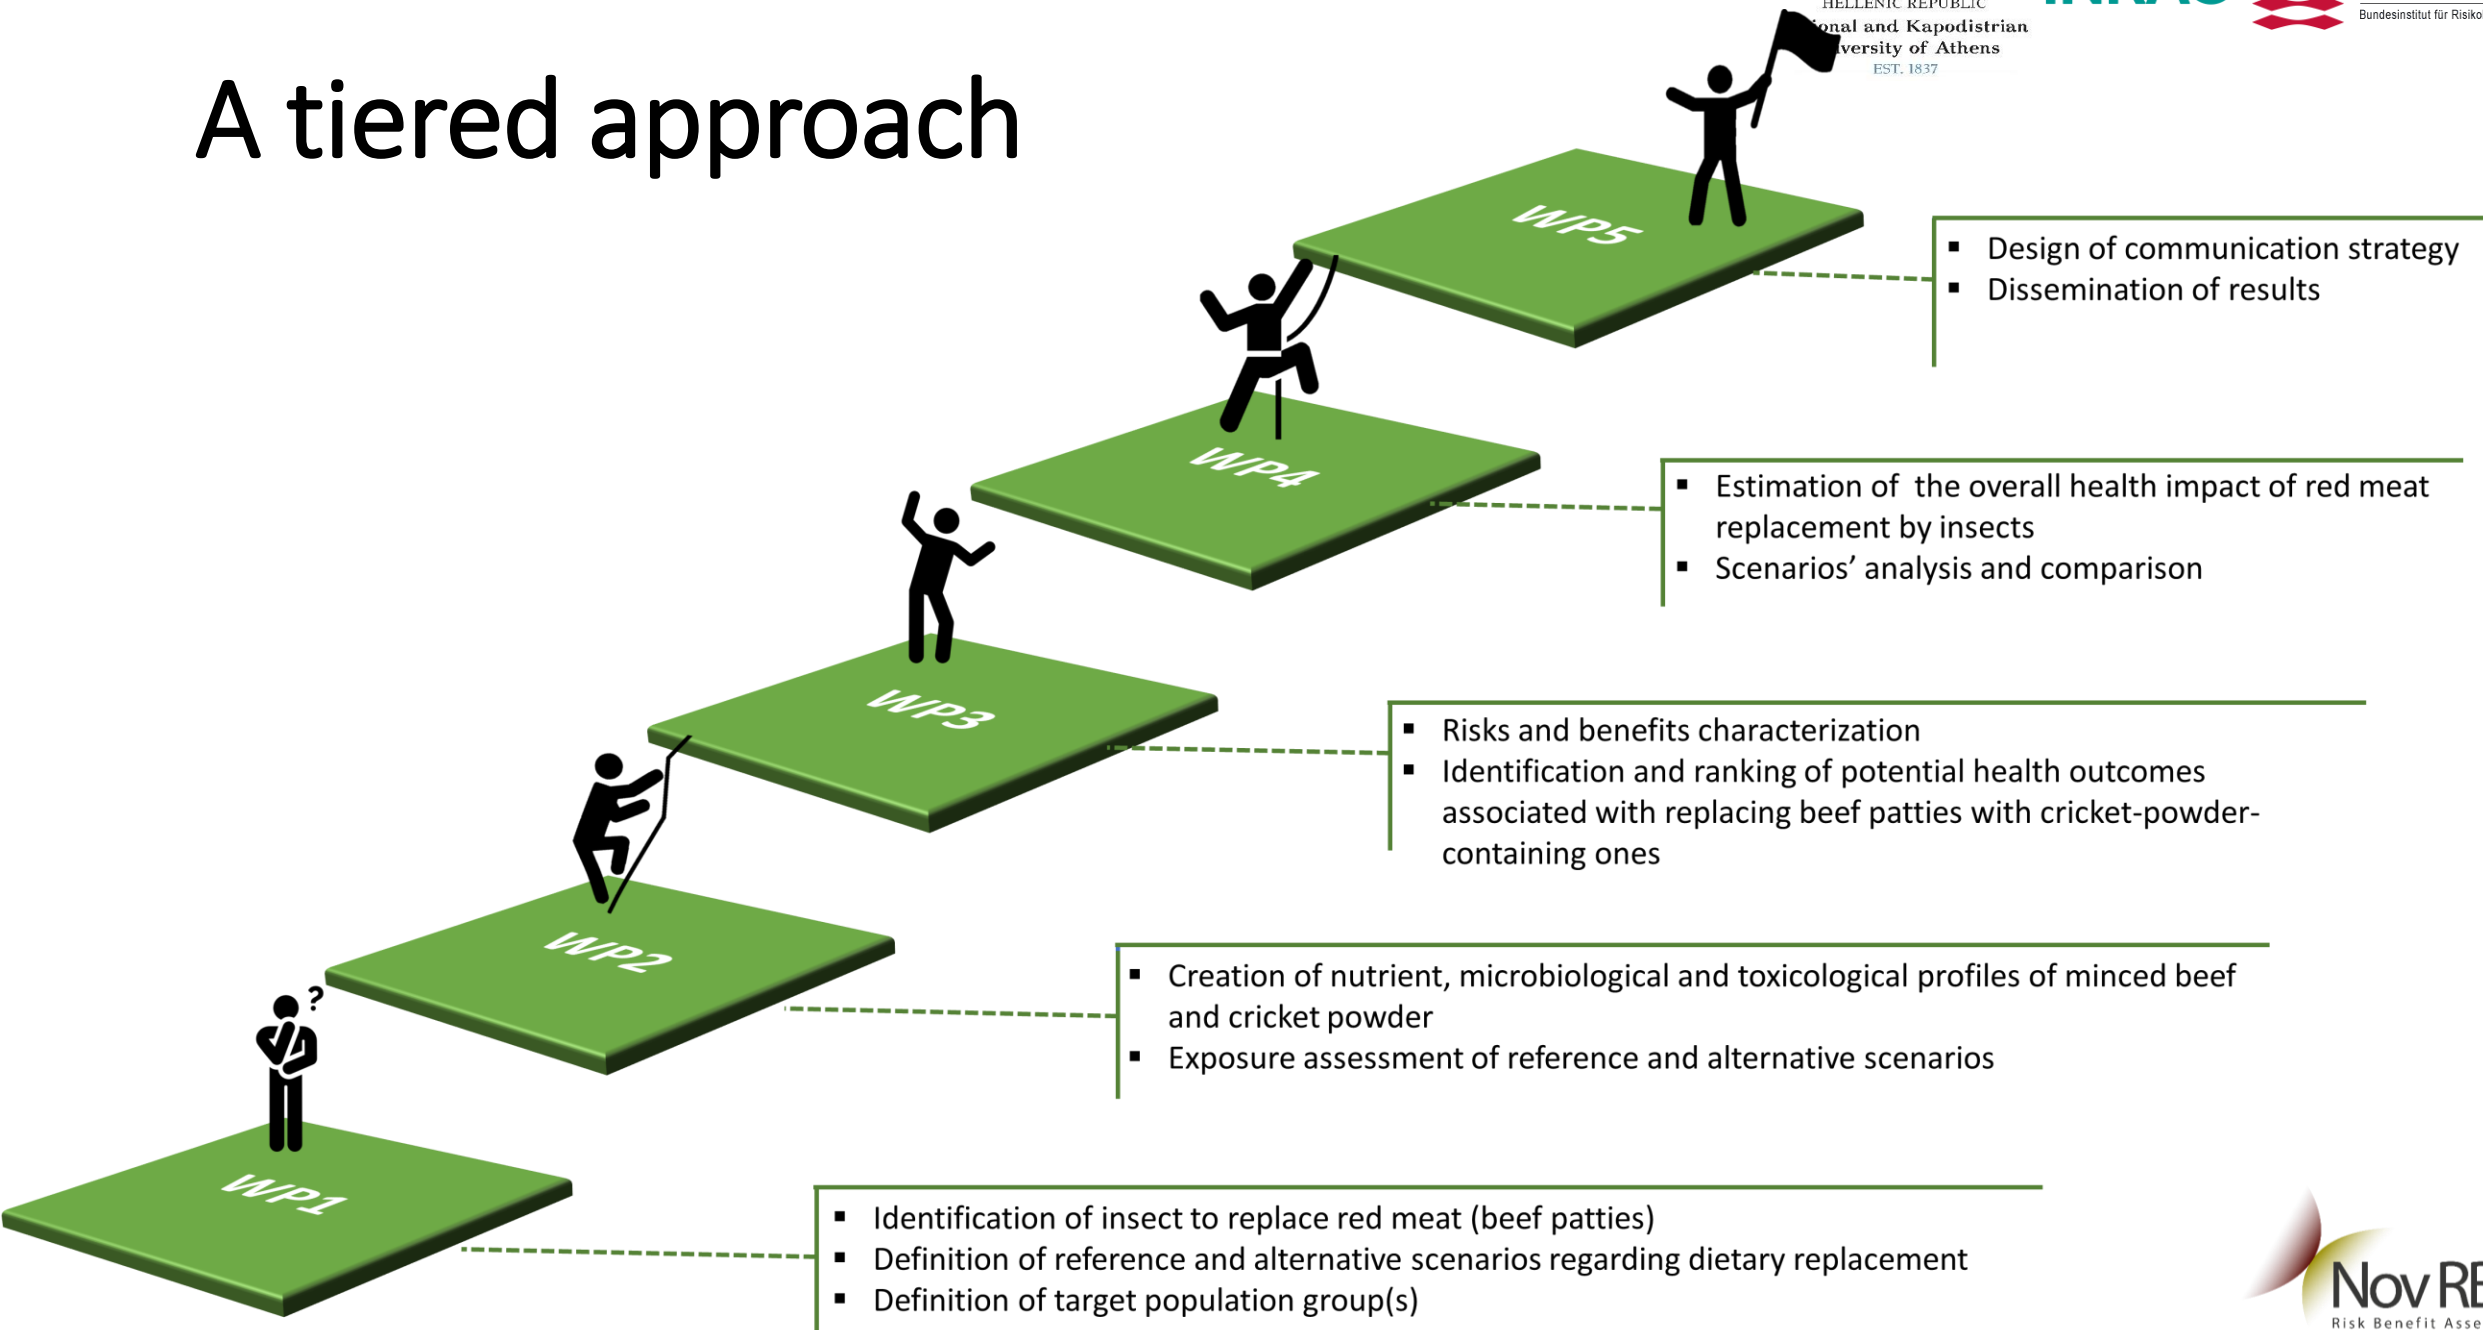 HELLENIC REPUBLIC
and Kapodistrian
of Athens
EST. 1837
Bundesinstitut für
A tiered approach
WP5
Design of communication strategy
Dissemination of results
WP4
Estimation of the overall health impact of red meat
replacement by insects
Scenarios’ analysis and comparison
WP3
Risks and benefits characterization
Identification and ranking of potential health outcomes
associated with replacing beef patties with cricket-powder-
containing ones
WP2
Creation of nutrient, microbiological and toxicological profiles of minced beef
and cricket powder
Exposure assessment of reference and alternative scenarios
?
WP1
Identification of insect to replace red meat (beef patties)
Definition of reference and alternative scenarios regarding dietary replacement
Definition of target population group(s)
Nov
Risk Benefit